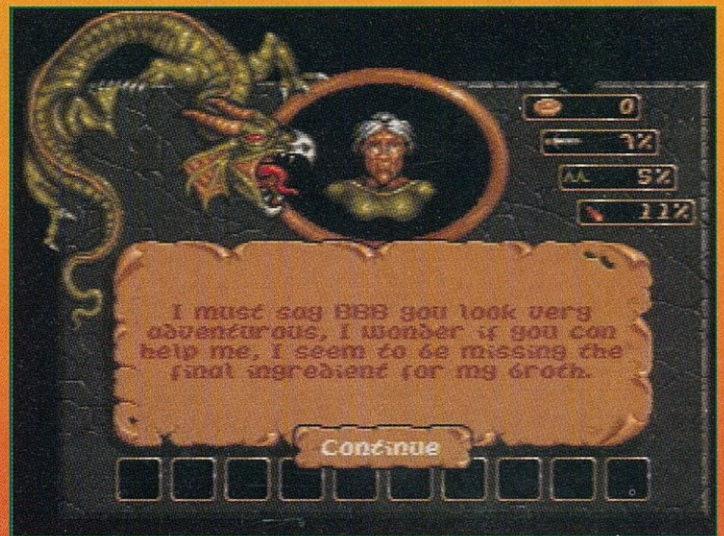 0
7%
5%
11%
I must say BBB you look very
adventurous, I wonder if you can
help me, I seem to be missing the
final ingredient for my broth.
Continue